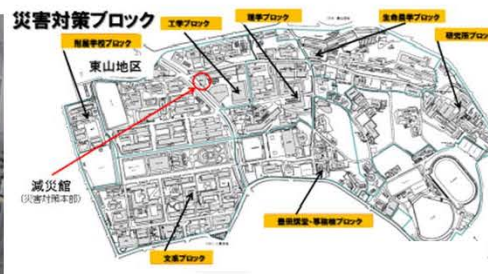 災害対策ブロック
工学ブロック
理学ブロック
生命農学ブロック
附属学校ブロック
研究所ブロック
東山地区
減災館
(災害対策本部)
豊田講堂・事務棟ブロック
文系ブロック